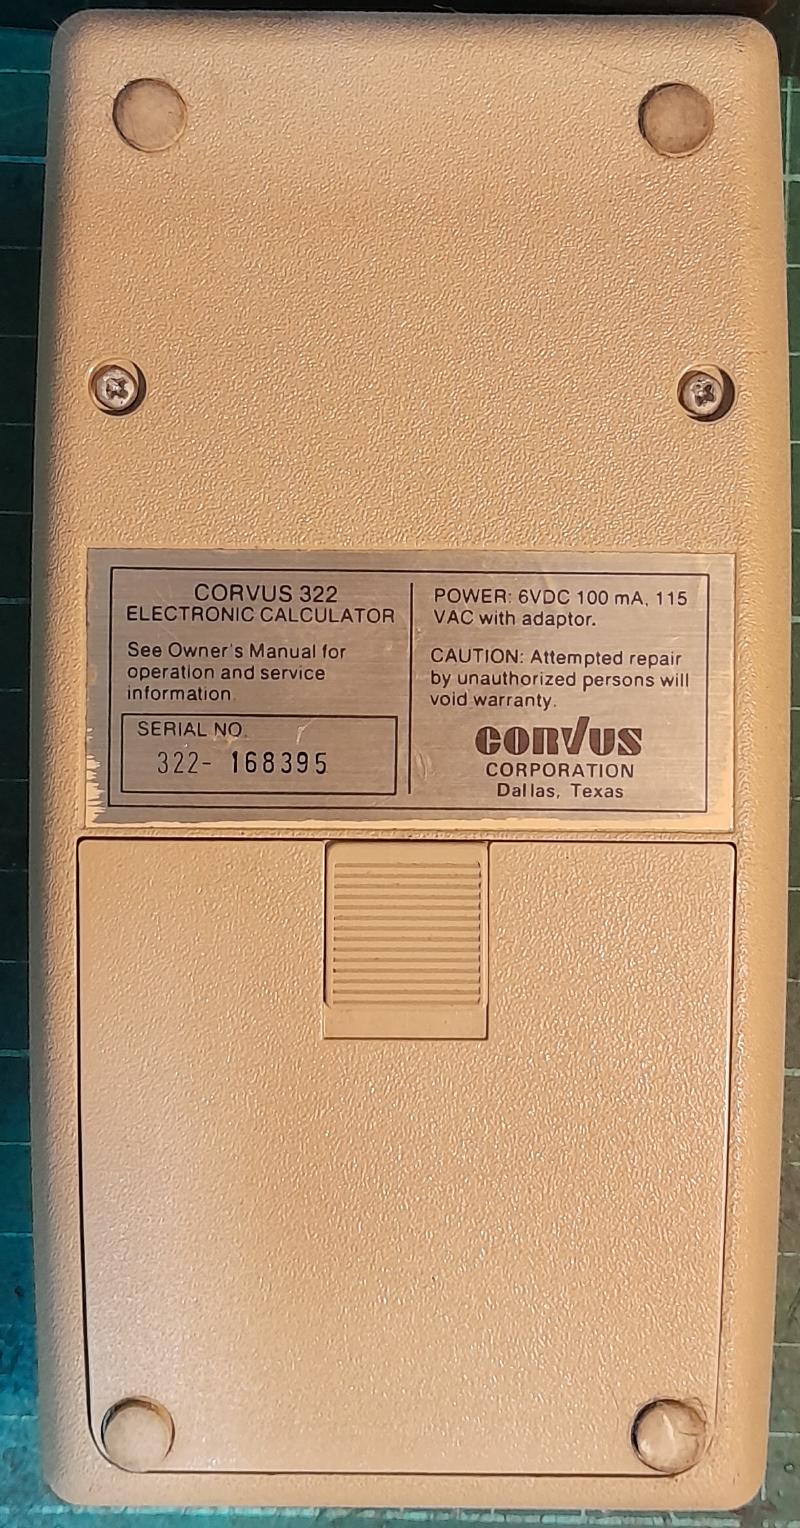 CORVUS 322
ELECTRONIC CALCULATOR
See Owner's Manual for
operation and service
information.
SERIAL NO.
322- 168395
POWER: 6VDC 100 mA, 115
VAC with adaptor.
CAUTION: Attempted repair
by unauthorized persons will
void warranty.
CORVUS
CORPORATION
Dallas, Texas